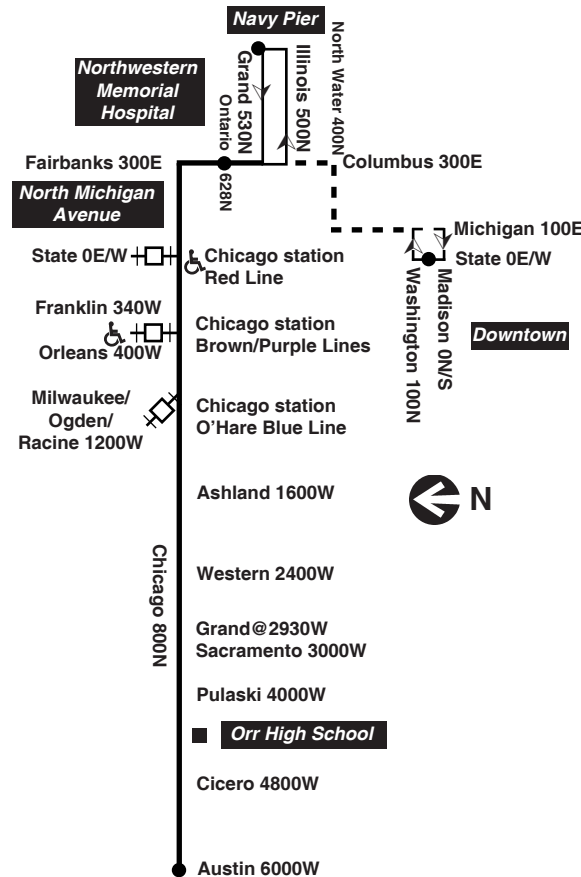 Navy Pier
Northwestern
Memorial
Hospital
Grand 530N
Illinois 500N
North Water 400N
Ontario
628N
Fairbanks 300E
Columbus 300E
North Michigan
Avenue
Michigan 100E
State 0E/W
Washington 100N
Madison 0N/S
Downtown
State 0E/W
Chicago station
Red Line
Franklin 340W
Orleans 400W
Chicago station
Brown/Purple Lines
Milwaukee/
Ogden/
Racine 1200W
Chicago station
O'Hare Blue Line
Ashland 1600W
N
Chicago 800N
Western 2400W
Grand@2930W
Sacramento 3000W
Pulaski 4000W
Orr High School
Cicero 4800W
Austin 6000W